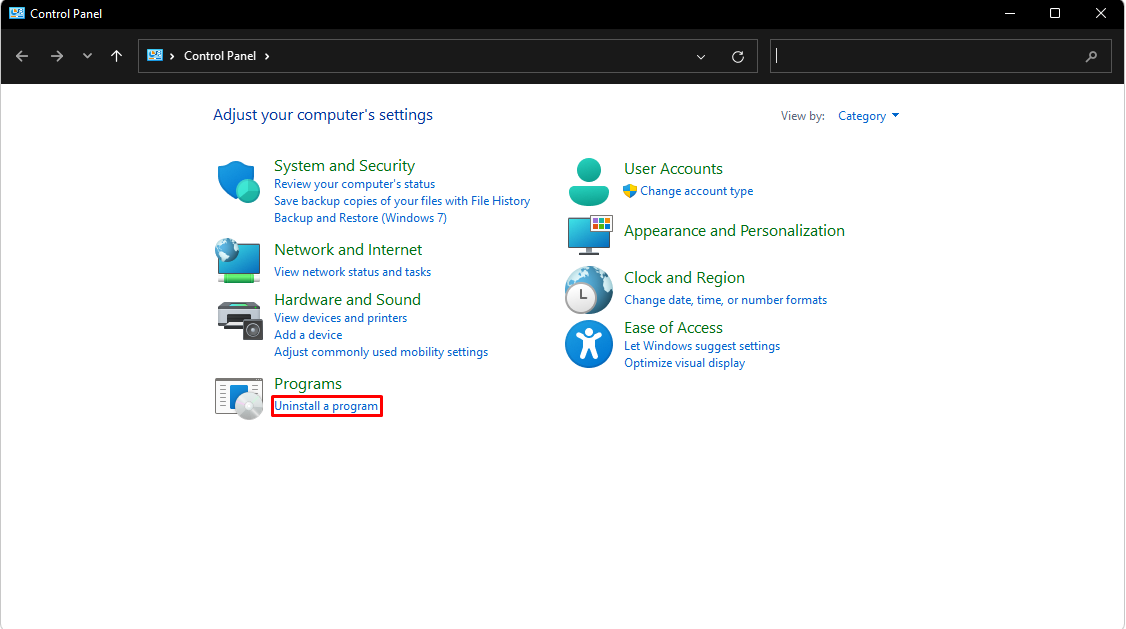 Control Panel
Control Panel
Adjust your computer's settings
View by: Category
System and Security
Review your computer's status
Save backup copies of your files with File History
Backup and Restore (Windows 7)
Network and Internet
View network status and tasks
Hardware and Sound
View devices and printers
Add a device
Adjust commonly used mobility settings
Programs
Uninstall a program
User Accounts
Change account type
Appearance and Personalization
Clock and Region
Change date, time, or number formats
Ease of Access
Let Windows suggest settings
Optimize visual display